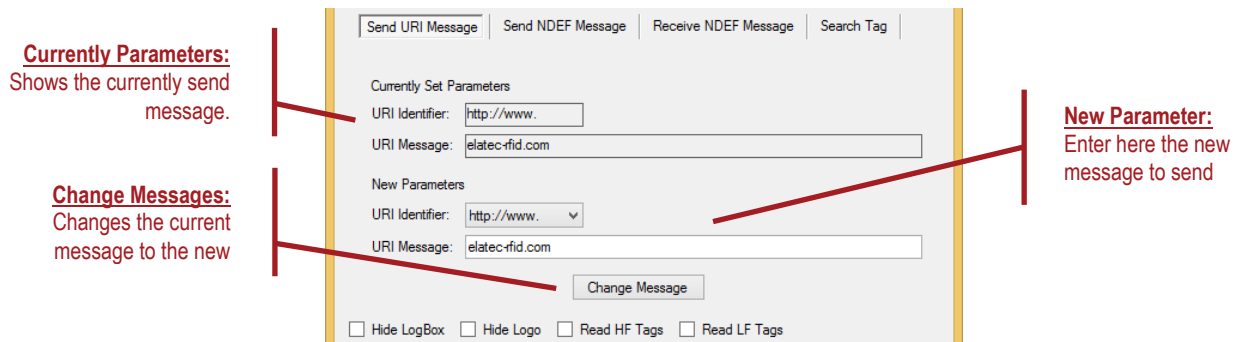 Send URI Message Send NDEF Message Receive NDEF Message Search Tag
Currently Parameters:
Shows the currently send
message.
Currently Set Parameters
URI Identifier: http://www.
URI Message: elatec-rfid.com
New Parameter:
Enter here the new
message to send
Change Messages:
Changes the current
message to the new
New Parameters
URI Identifier: http://www.
URI Message: elatec-rfid.com
Change Message
Hide LogBox Hide Logo Read HF Tags Read LF Tags